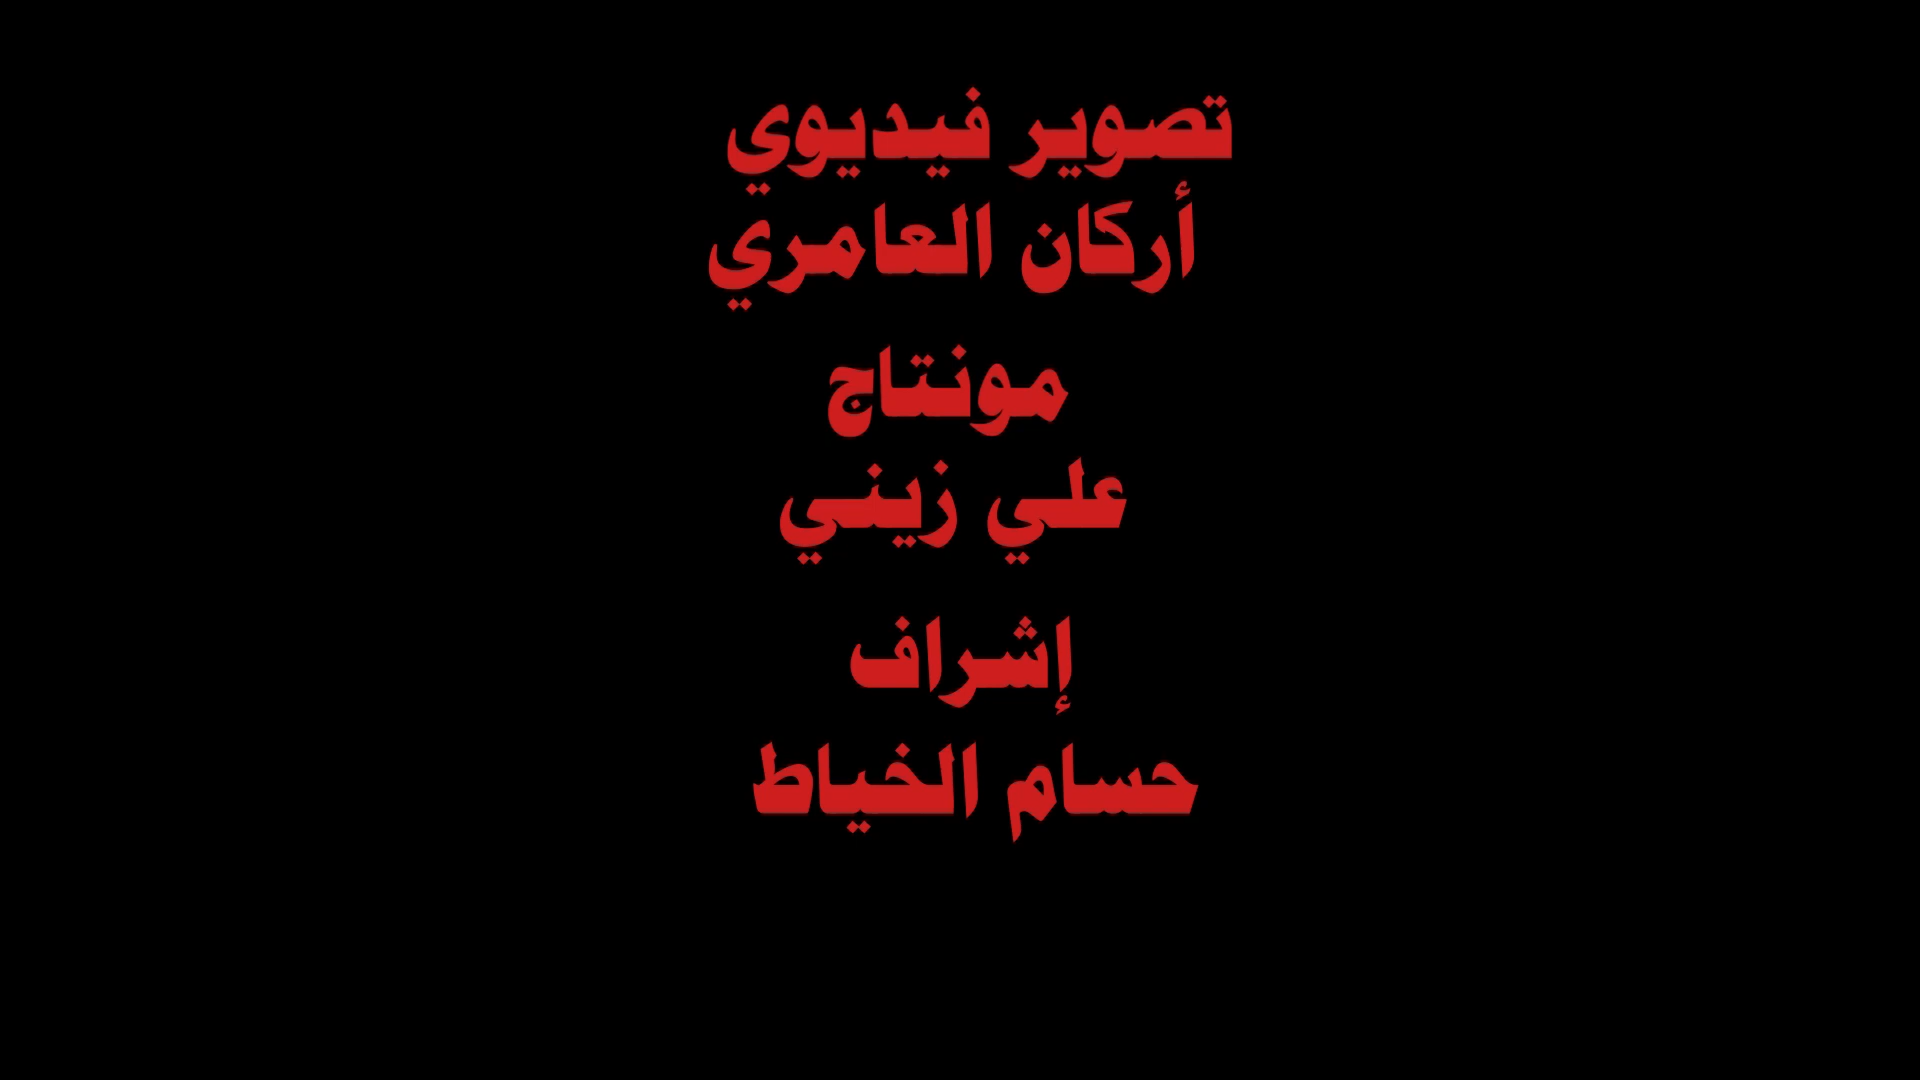 تصوير فيديوي
أركان العامري
مونتاج
علي زيني
إشراف
حسام الخياط